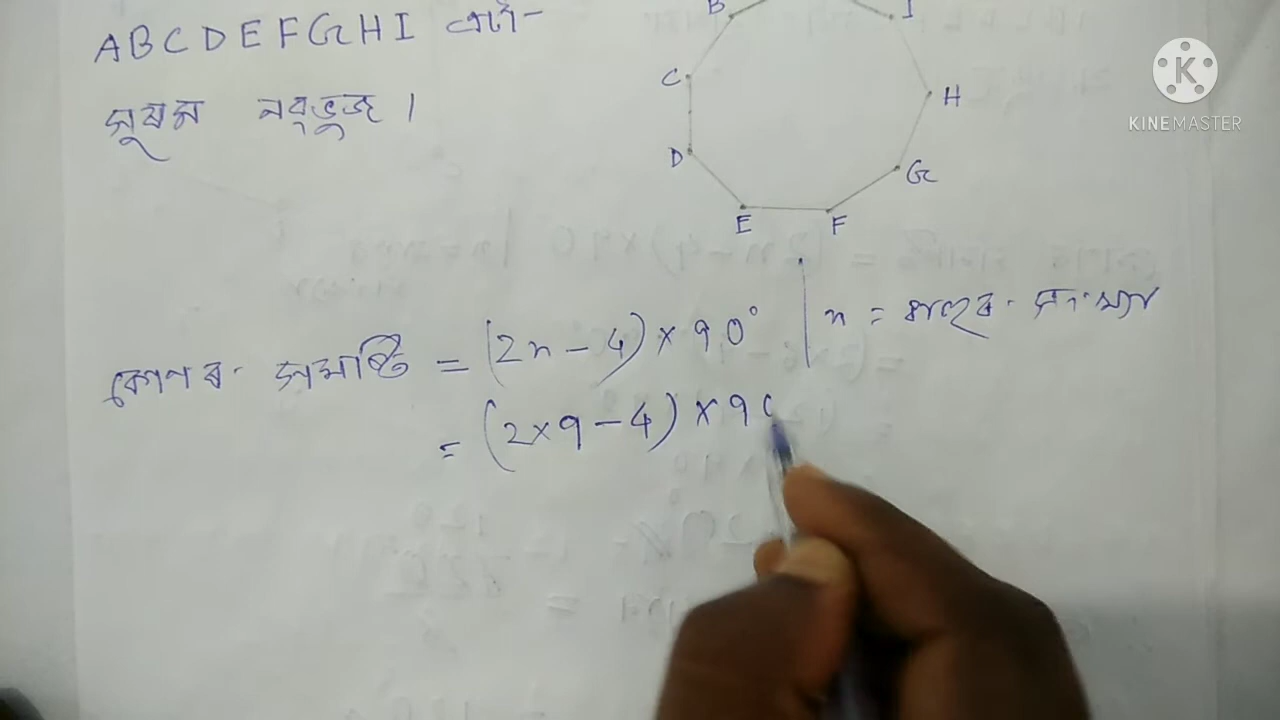 ABCDEFGHI এটা
সুষম নৱভুজ।
B
I
C
H
D
G
E
F
কোণৰ সমষ্টি = (2n - 4) × 90° | n = বাহুৰ সংখ্যা
= (2×9-4) × 90
K
KINEMASTER